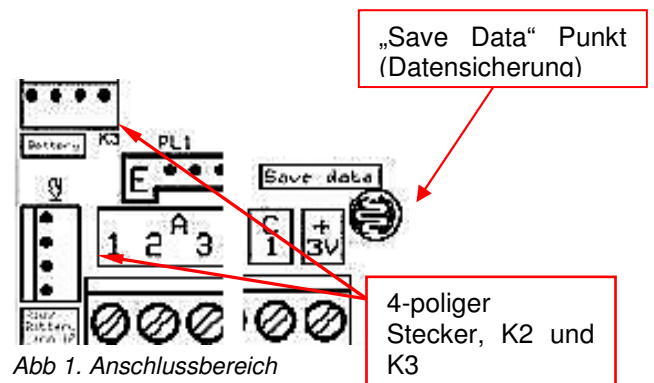 „Save Data“ Punkt
(Datensicherung)
Battery
K3
PL1
E
Save data
A
1 2 3
C
1
+
3V
4-poliger
Stecker, K2 und
K3
Abb 1. Anschlussbereich